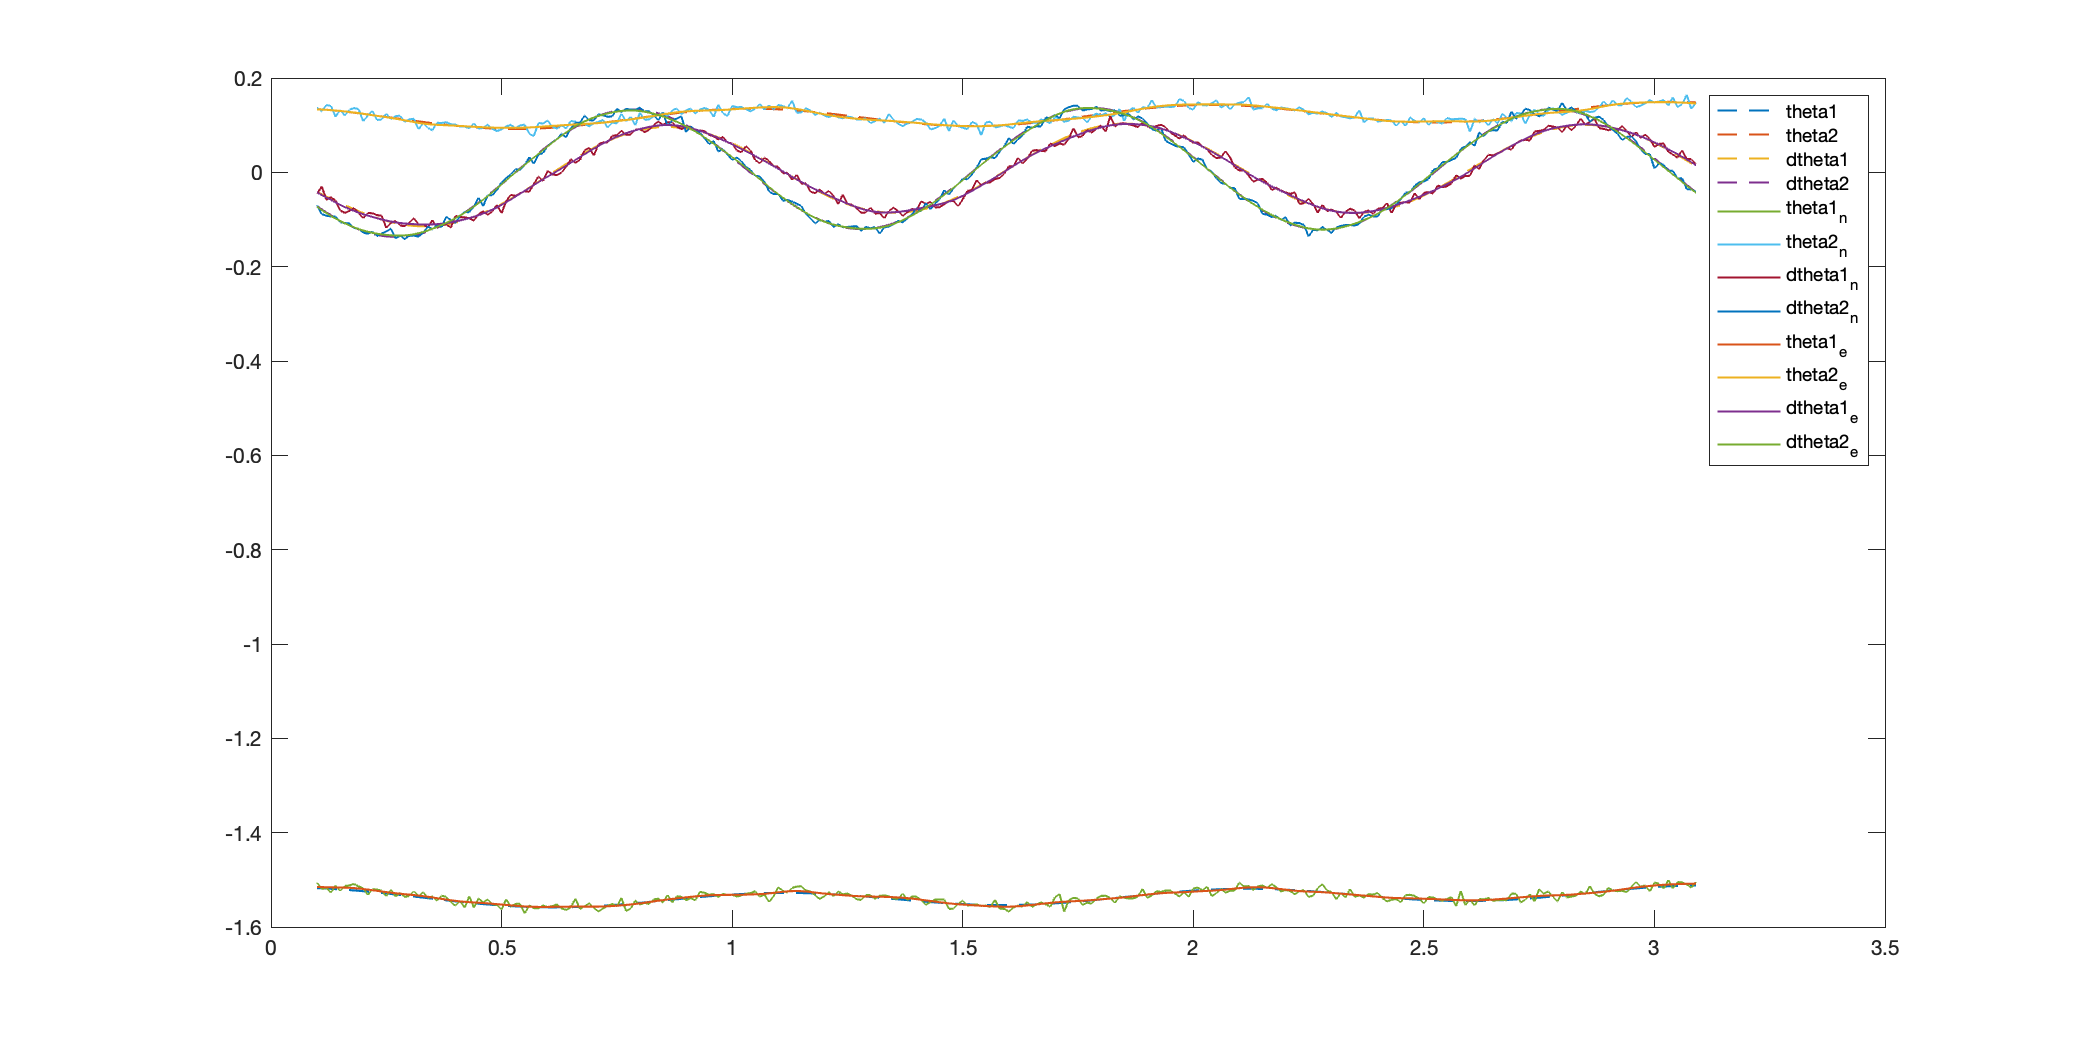 0.2
0
-0.2
-0.4
-0.6
-0.8
-1
-1.2
-1.4
-1.6
0 0.5 1 1.5 2 2.5 3 3.5
theta1
theta2
dtheta1
dtheta2
theta1n
theta2n
dtheta1n
dtheta2n
theta1e
theta2e
dtheta1e
dtheta2e